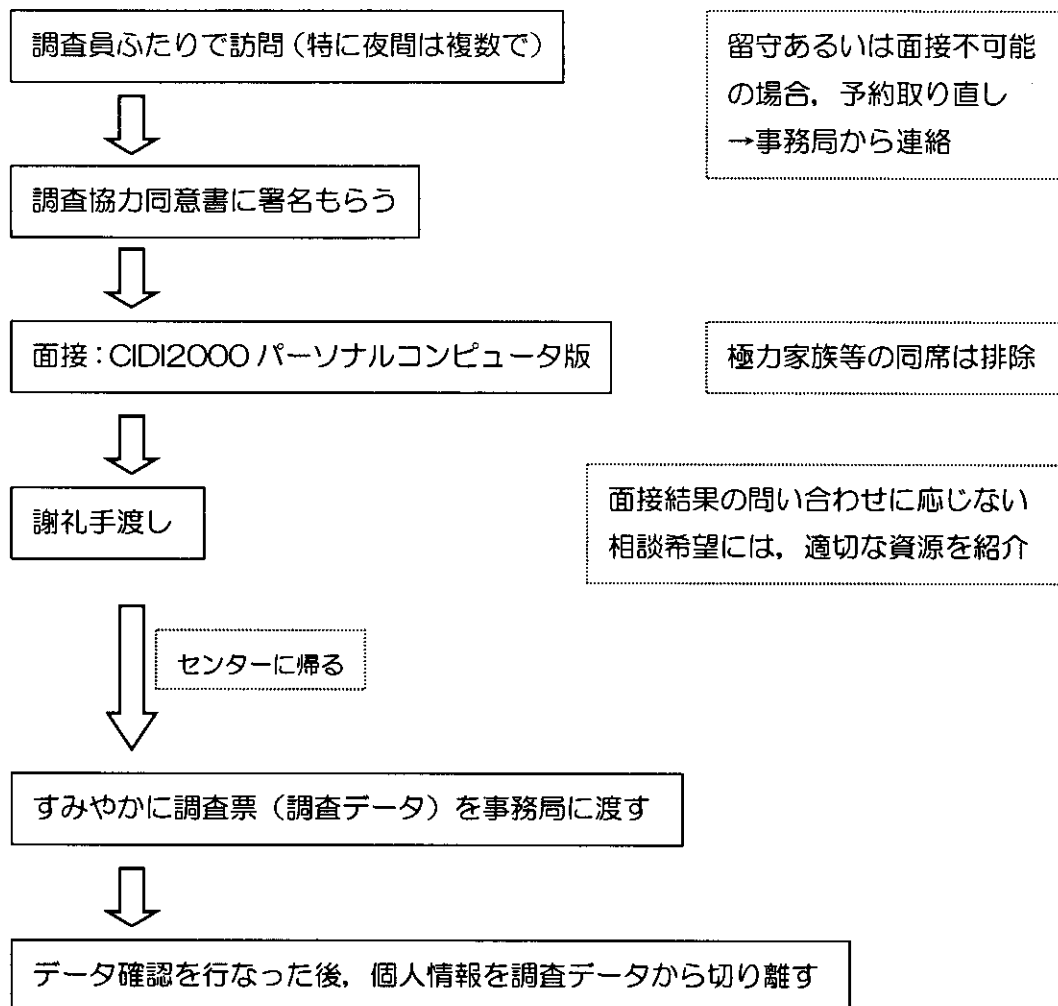 調査員ふたりで訪問（特に夜間は複数で）
留守あるいは面接不可能
の場合，予約取り直し
→事務局から連絡
調査協力同意書に署名もらう
面接：CIDI2000 パーソナルコンピュータ版
極力家族等の同席は排除
謝礼手渡し
面接結果の問い合わせに応じない
相談希望には，適切な資源を紹介
センターに帰る
すみやかに調査票（調査データ）を事務局に渡す
データ確認を行なった後，個人情報を調査データから切り離す